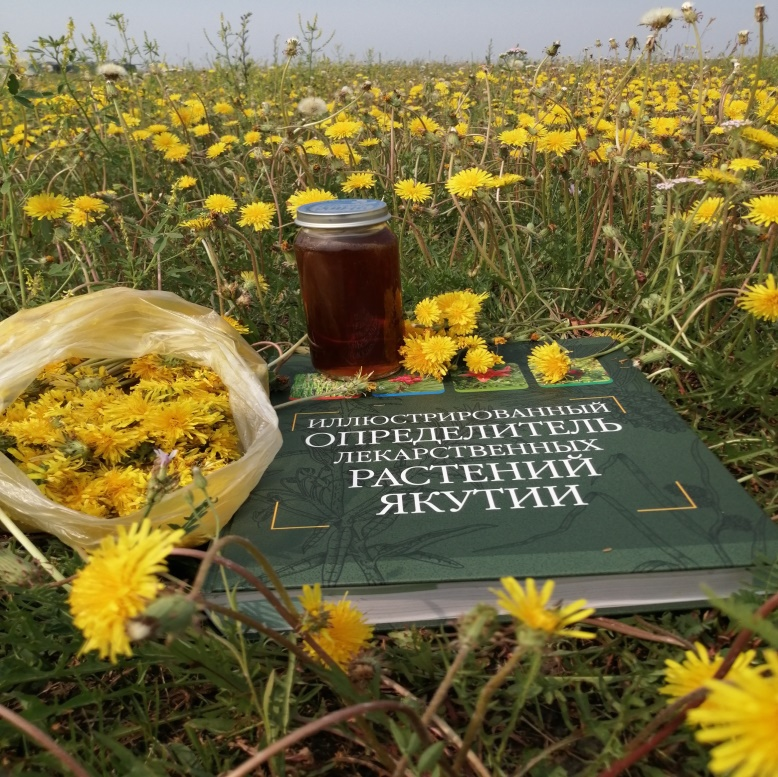 ИЛЛЮСТРИРОВАННЫЙ
ОПРЕДЕЛИТЕЛЬ
ЛЕКАРСТВЕННЫХ
РАСТЕНИЙ
ЯКУТИИ